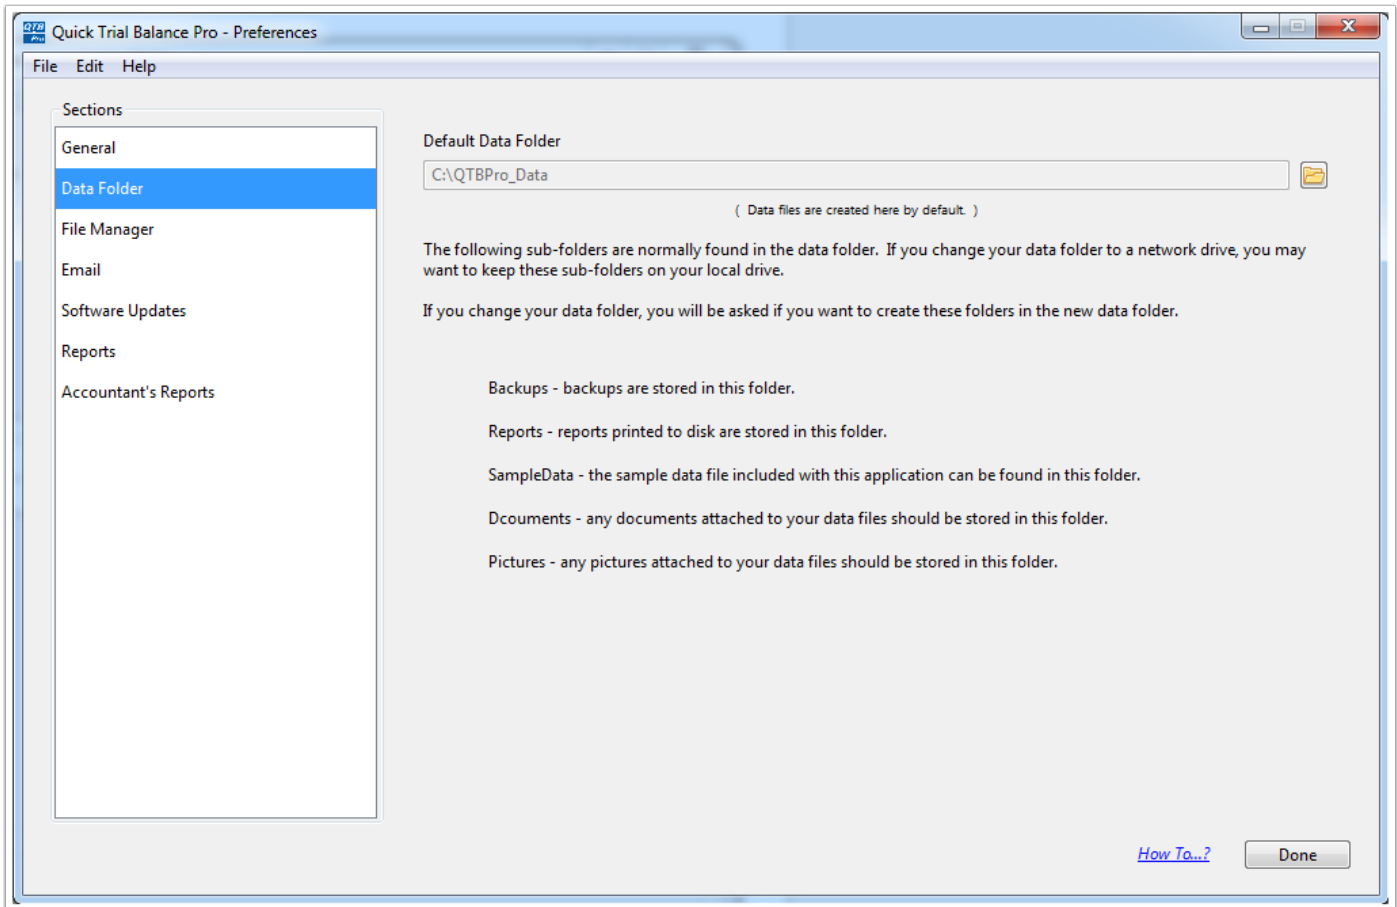 QTB
Pro
Quick Trial Balance Pro - Preferences
File Edit Help
Sections
General
Data Folder
File Manager
Email
Software Updates
Reports
Accountant's Reports
Default Data Folder
C:\QTBPro_Data
( Data files are created here by default. )
The following sub-folders are normally found in the data folder. If you change your data folder to a network drive, you may
want to keep these sub-folders on your local drive.
If you change your data folder, you will be asked if you want to create these folders in the new data folder.
Backups - backups are stored in this folder.
Reports - reports printed to disk are stored in this folder.
SampleData - the sample data file included with this application can be found in this folder.
Dcouments - any documents attached to your data files should be stored in this folder.
Pictures - any pictures attached to your data files should be stored in this folder.
How To...?
Done